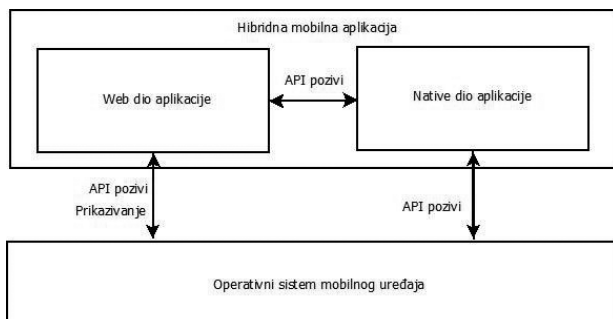 Hibridna mobilna aplikacija
Web dio aplikacije
API pozivi
Native dio aplikacije
API pozivi
Prikazivanje
API pozivi
Operativni sistem mobilnog uređaja